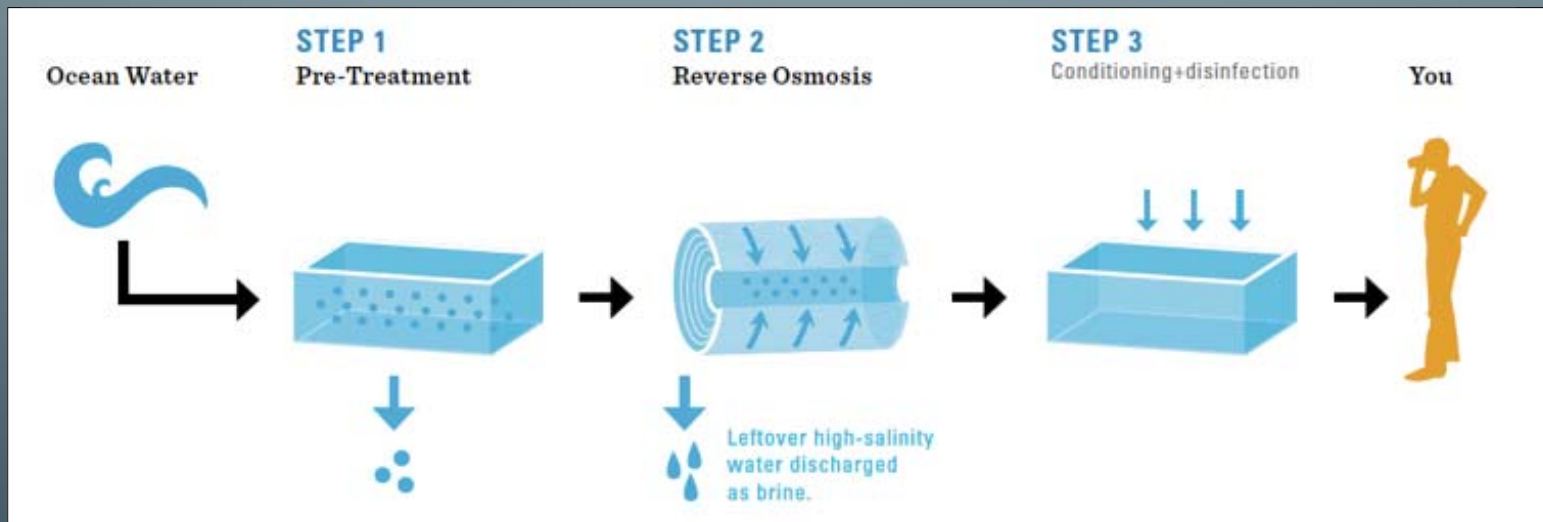 Ocean Water
STEP 1
Pre-Treatment
STEP 2
Reverse Osmosis
STEP 3
Conditioning+disinfection
You
Leftover high-salinity
water discharged
as brine.